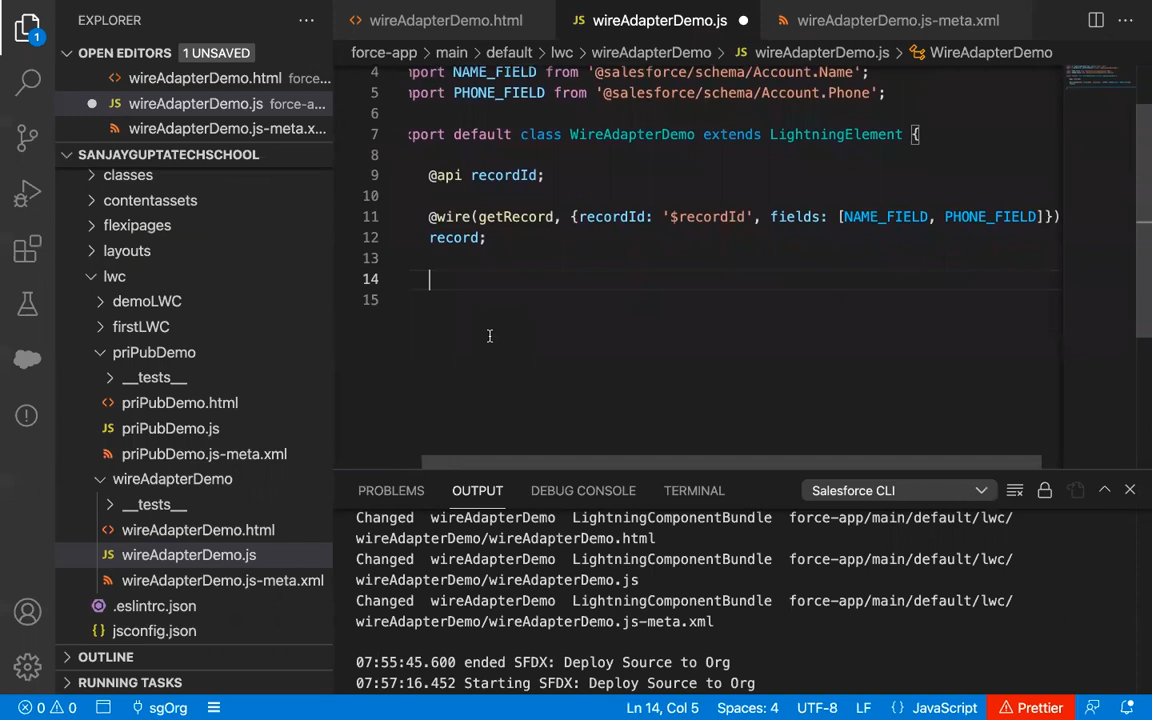 EXPLORER
wireAdapterDemo.html
wireAdapterDemo.js
wireAdapterDemo.js-meta.xml
1
OPEN EDITORS 1 UNSAVED
force-app > main > default > lwc > wireAdapterDemo > JS wireAdapterDemo.js > WireAdapterDemo
wireAdapterDemo.html force...
JS wireAdapterDemo.js force-a...
wireAdapterDemo.js-meta.x...
SANJAYGUPTATECHSCHOOL
classes
contentassets
flexipages
layouts
lwc
demoLWC
firstLWC
priPubDemo
__tests__
priPubDemo.html
JS priPubDemo.js
priPubDemo.js-meta.xml
wireAdapterDemo
__tests__
wireAdapterDemo.html
JS wireAdapterDemo.js
wireAdapterDemo.js-meta.xml
.eslintrc.json
{} jsconfig.json
OUTLINE
RUNNING TASKS
4 nport NAME_FIELD from '@salesforce/schema/Account.Name';
5 nport PHONE_FIELD from '@salesforce/schema/Account.Phone';
6
7 xport default class WireAdapterDemo extends LightningElement {
8
9 @api recordId;
10
11 @wire(getRecord, {recordId: '$recordId', fields: [NAME_FIELD, PHONE_FIELD]})
12 record;
13
14
15
PROBLEMS OUTPUT DEBUG CONSOLE TERMINAL Salesforce CLI
Changed wireAdapterDemo LightningComponentBundle force-app/main/default/lwc/
wireAdapterDemo/wireAdapterDemo.html
Changed wireAdapterDemo LightningComponentBundle force-app/main/default/lwc/
wireAdapterDemo/wireAdapterDemo.js
Changed wireAdapterDemo LightningComponentBundle force-app/main/default/lwc/
wireAdapterDemo/wireAdapterDemo.js-meta.xml
07:55:45.600 ended SFDX: Deploy Source to Org
07:57:16.452 Starting SFDX: Deploy Source to Org
0 0 sgOrg Ln 14, Col 5 Spaces: 4 UTF-8 LF {} JavaScript Prettier